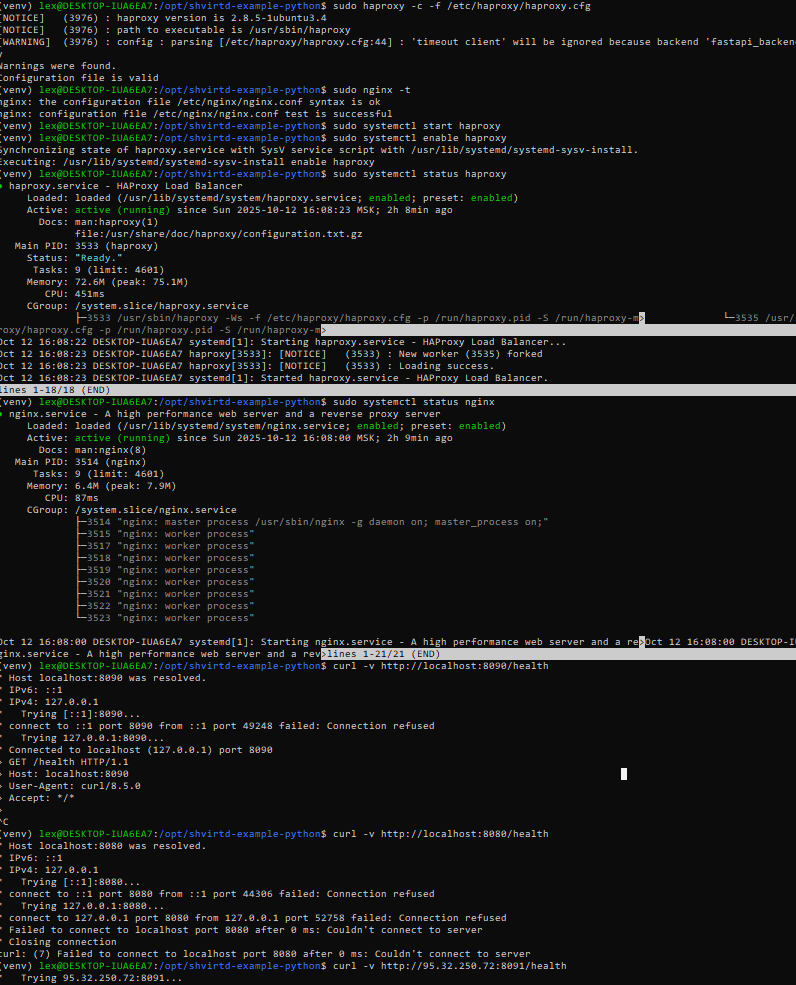 (venv) lex@DESKTOP-IUA6EA7:/opt/shvirtd-example-python$ sudo haproxy -c -f /etc/haproxy/haproxy.cfg
[NOTICE]   (3976) : haproxy version is 2.8.5-1ubuntu3.4
[NOTICE]   (3976) : path to executable is /usr/sbin/haproxy
[WARNING]  (3976) : config : parsing [/etc/haproxy/haproxy.cfg:44] : 'timeout client' will be ignored because backend 'fastapi_backen
y
Warnings were found.
Configuration file is valid
(venv) lex@DESKTOP-IUA6EA7:/opt/shvirtd-example-python$ sudo nginx -t
nginx: the configuration file /etc/nginx/nginx.conf syntax is ok
nginx: configuration file /etc/nginx/nginx.conf test is successful
(venv) lex@DESKTOP-IUA6EA7:/opt/shvirtd-example-python$ sudo systemctl start haproxy
(venv) lex@DESKTOP-IUA6EA7:/opt/shvirtd-example-python$ sudo systemctl enable haproxy
Synchronizing state of haproxy.service with SysV service script with /usr/lib/systemd/systemd-sysv-install.
Executing: /usr/lib/systemd/systemd-sysv-install enable haproxy
(venv) lex@DESKTOP-IUA6EA7:/opt/shvirtd-example-python$ sudo systemctl status haproxy
● haproxy.service - HAProxy Load Balancer
     Loaded: loaded (/usr/lib/systemd/system/haproxy.service; enabled; preset: enabled)
     Active: active (running) since Sun 2025-10-12 16:08:23 MSK; 2h 8min ago
       Docs: man:haproxy(1)
             file:/usr/share/doc/haproxy/configuration.txt.gz
   Main PID: 3533 (haproxy)
     Status: "Ready."
      Tasks: 9 (limit: 4601)
     Memory: 72.6M (peak: 75.1M)
        CPU: 451ms
     CGroup: /system.slice/haproxy.service
             ├─3533 /usr/sbin/haproxy -Ws -f /etc/haproxy/haproxy.cfg -p /run/haproxy.pid -S /run/haproxy-m>             └─3535 /usr/
roxy/haproxy.cfg -p /run/haproxy.pid -S /run/haproxy-m>
Oct 12 16:08:22 DESKTOP-IUA6EA7 systemd[1]: Starting haproxy.service - HAProxy Load Balancer...
Oct 12 16:08:23 DESKTOP-IUA6EA7 haproxy[3533]: [NOTICE]   (3533) : New worker (3535) forked
Oct 12 16:08:23 DESKTOP-IUA6EA7 haproxy[3533]: [NOTICE]   (3533) : Loading success.
Oct 12 16:08:23 DESKTOP-IUA6EA7 systemd[1]: Started haproxy.service - HAProxy Load Balancer.
lines 1-18/18 (END)
(venv) lex@DESKTOP-IUA6EA7:/opt/shvirtd-example-python$ sudo systemctl status nginx
● nginx.service - A high performance web server and a reverse proxy server
     Loaded: loaded (/usr/lib/systemd/system/nginx.service; enabled; preset: enabled)
     Active: active (running) since Sun 2025-10-12 16:08:00 MSK; 2h 9min ago
       Docs: man:nginx(8)
   Main PID: 3514 (nginx)
      Tasks: 9 (limit: 4601)
     Memory: 6.4M (peak: 7.9M)
        CPU: 87ms
     CGroup: /system.slice/nginx.service
             ├─3514 "nginx: master process /usr/sbin/nginx -g daemon on; master_process on;"
             ├─3515 "nginx: worker process"
             ├─3517 "nginx: worker process"
             ├─3518 "nginx: worker process"
             ├─3519 "nginx: worker process"
             ├─3520 "nginx: worker process"
             ├─3521 "nginx: worker process"
             ├─3522 "nginx: worker process"
             └─3523 "nginx: worker process"
Oct 12 16:08:00 DESKTOP-IUA6EA7 systemd[1]: Starting nginx.service - A high performance web server and a re>Oct 12 16:08:00 DESKTOP-I
nginx.service - A high performance web server and a rev>lines 1-21/21 (END)
(venv) lex@DESKTOP-IUA6EA7:/opt/shvirtd-example-python$ curl -v http://localhost:8090/health
* Host localhost:8090 was resolved.
* IPv6: ::1
* IPv4: 127.0.0.1
*   Trying [::1]:8090...
* connect to ::1 port 8090 from ::1 port 49248 failed: Connection refused
*   Trying 127.0.0.1:8090...
* Connected to localhost (127.0.0.1) port 8090
> GET /health HTTP/1.1
> Host: localhost:8090
> User-Agent: curl/8.5.0
> Accept: */*
>
^C
(venv) lex@DESKTOP-IUA6EA7:/opt/shvirtd-example-python$ curl -v http://localhost:8080/health
* Host localhost:8080 was resolved.
* IPv6: ::1
* IPv4: 127.0.0.1
*   Trying [::1]:8080...
* connect to ::1 port 8080 from ::1 port 44306 failed: Connection refused
*   Trying 127.0.0.1:8080...
* connect to 127.0.0.1 port 8080 from 127.0.0.1 port 52758 failed: Connection refused
* Failed to connect to localhost port 8080 after 0 ms: Couldn't connect to server
* Closing connection
curl: (7) Failed to connect to localhost port 8080 after 0 ms: Couldn't connect to server
(venv) lex@DESKTOP-IUA6EA7:/opt/shvirtd-example-python$ curl -v http://95.32.250.72:8091/health
*   Trying 95.32.250.72:8091...